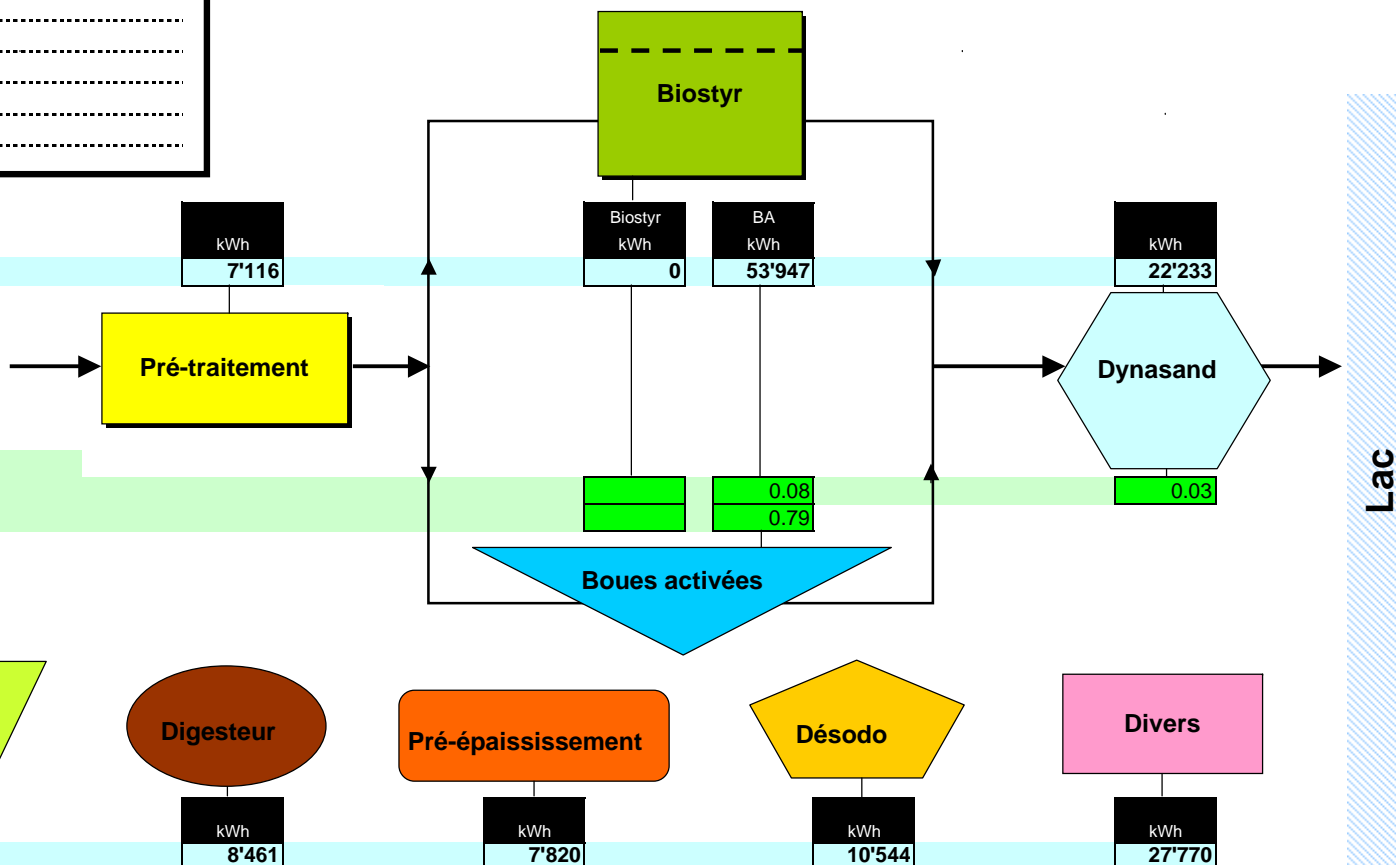 Biostyr
Biostyr BA
kWh kWh kWh kWh
7'116 0 53'947 22'233
Pré-traitement
Dynasand
Lac
0.08 0.03
0.79
Boues activées
Digesteur
Pré-épaississement
Désodo
Divers
kWh kWh kWh kWh
8'461 7'820 10'544 27'770